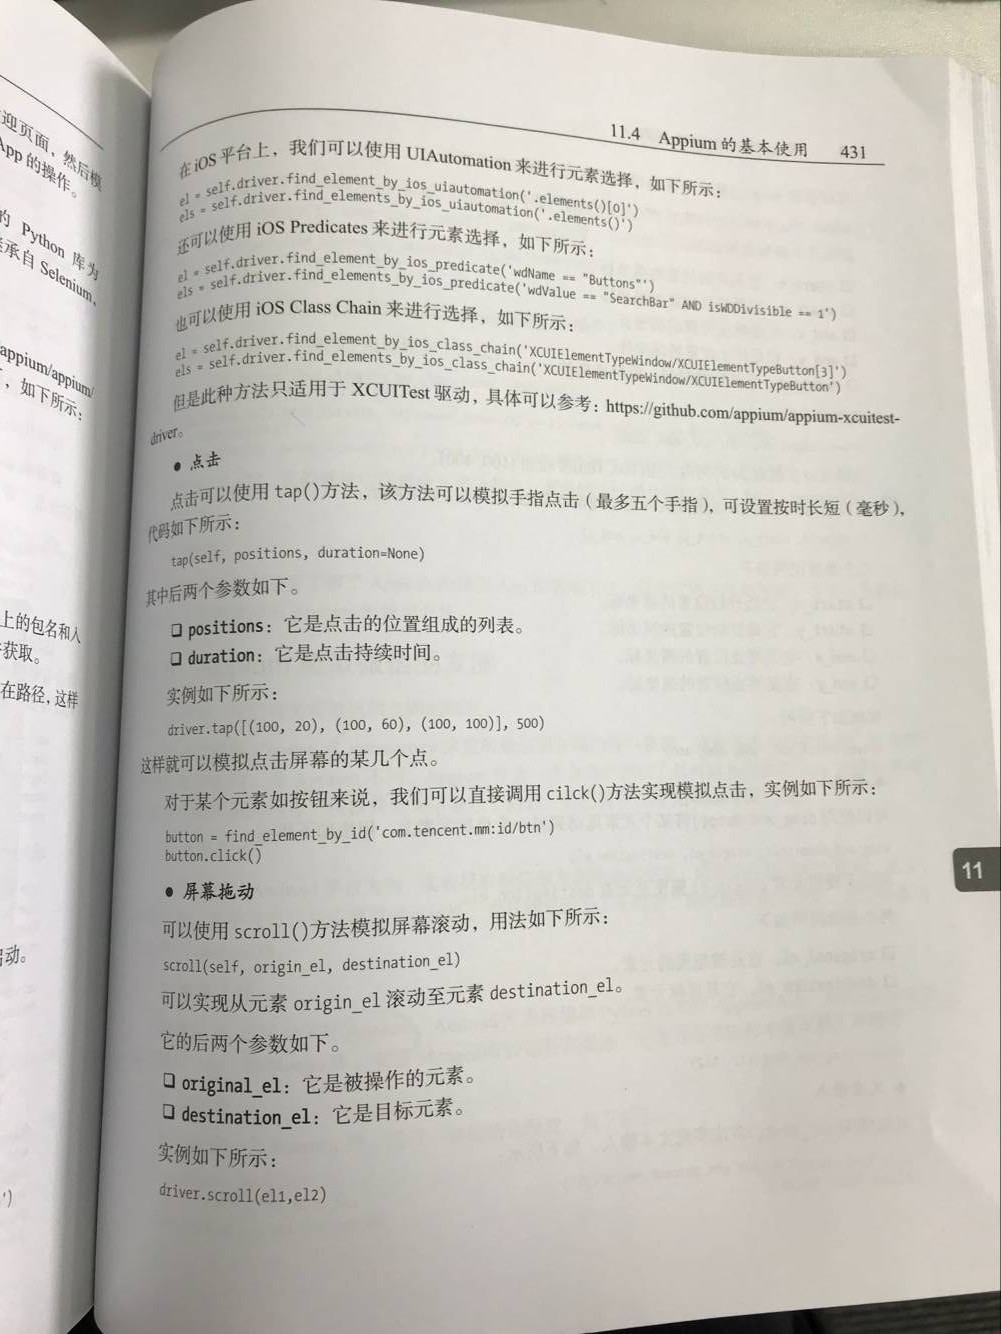 迎页面，然后模
App 的操作。
的 Python 库为
承自 Selenium，
appium/appium/
，如下所示：
上的包名和入
获取。
在路径，这样
动。
')
11.4 Appium 的基本使用 431
在 iOS 平台上，我们可以使用 UIAutomation 来进行元素选择，如下所示：
el = self.driver.find_element_by_ios_uiautomation('.elements()[0]')
els = self.driver.find_elements_by_ios_uiautomation('.elements()')
还可以使用 iOS Predicates 来进行元素选择，如下所示：
el = self.driver.find_element_by_ios_predicate('wdName == "Buttons"')
els = self.driver.find_elements_by_ios_predicate('wdValue == "SearchBar" AND isWDDivisible == 1')
也可以使用 iOS Class Chain 来进行选择，如下所示：
el = self.driver.find_element_by_ios_class_chain('XCUIElementTypeWindow/XCUIElementTypeButton[3]')
els = self.driver.find_elements_by_ios_class_chain('XCUIElementTypeWindow/XCUIElementTypeButton')
但是此种方法只适用于 XCUITest 驱动，具体可以参考：https://github.com/appium/appium-xcuitest-
driver。
● 点击
点击可以使用 tap()方法，该方法可以模拟手指点击（最多五个手指），可设置按时长短（毫秒），
代码如下所示：
tap(self, positions, duration=None)
其中后两个参数如下。
❑ positions：它是点击的位置组成的列表。
❑ duration：它是点击持续时间。
实例如下所示：
driver.tap([(100, 20), (100, 60), (100, 100)], 500)
这样就可以模拟点击屏幕的某几个点。
对于某个元素如按钮来说，我们可以直接调用 cilck()方法实现模拟点击，实例如下所示：
button = find_element_by_id('com.tencent.mm:id/btn')
button.click()
● 屏幕拖动
可以使用 scroll()方法模拟屏幕滚动，用法如下所示：
scroll(self, origin_el, destination_el)
可以实现从元素 origin_el 滚动至元素 destination_el。
它的后两个参数如下。
❑ original_el：它是被操作的元素。
❑ destination_el：它是目标元素。
实例如下所示：
driver.scroll(el1,el2)
11